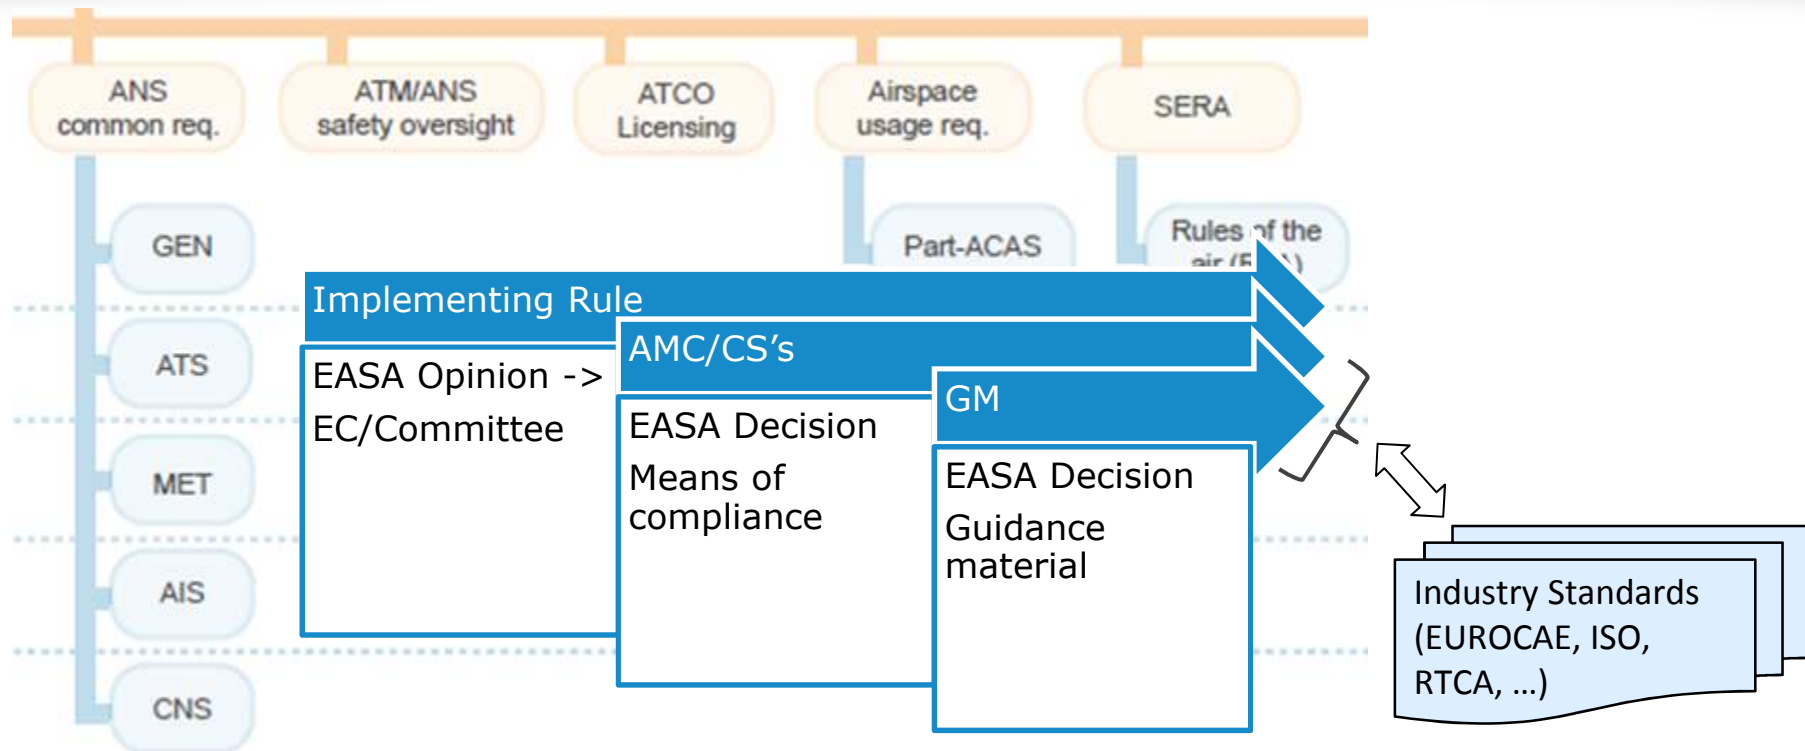 ANS
common req.
ATM/ANS
safety oversight
ATCO
Licensing
Airspace
usage req.
SERA
GEN
Part-ACAS
Rules of the
air
ATS
MET
AIS
CNS
Implementing Rule
EASA Opinion ->
EC/Committee
AMC/CS’s
EASA Decision
Means of
compliance
GM
EASA Decision
Guidance
material
Industry Standards
(EUROCAE, ISO,
RTCA, …)